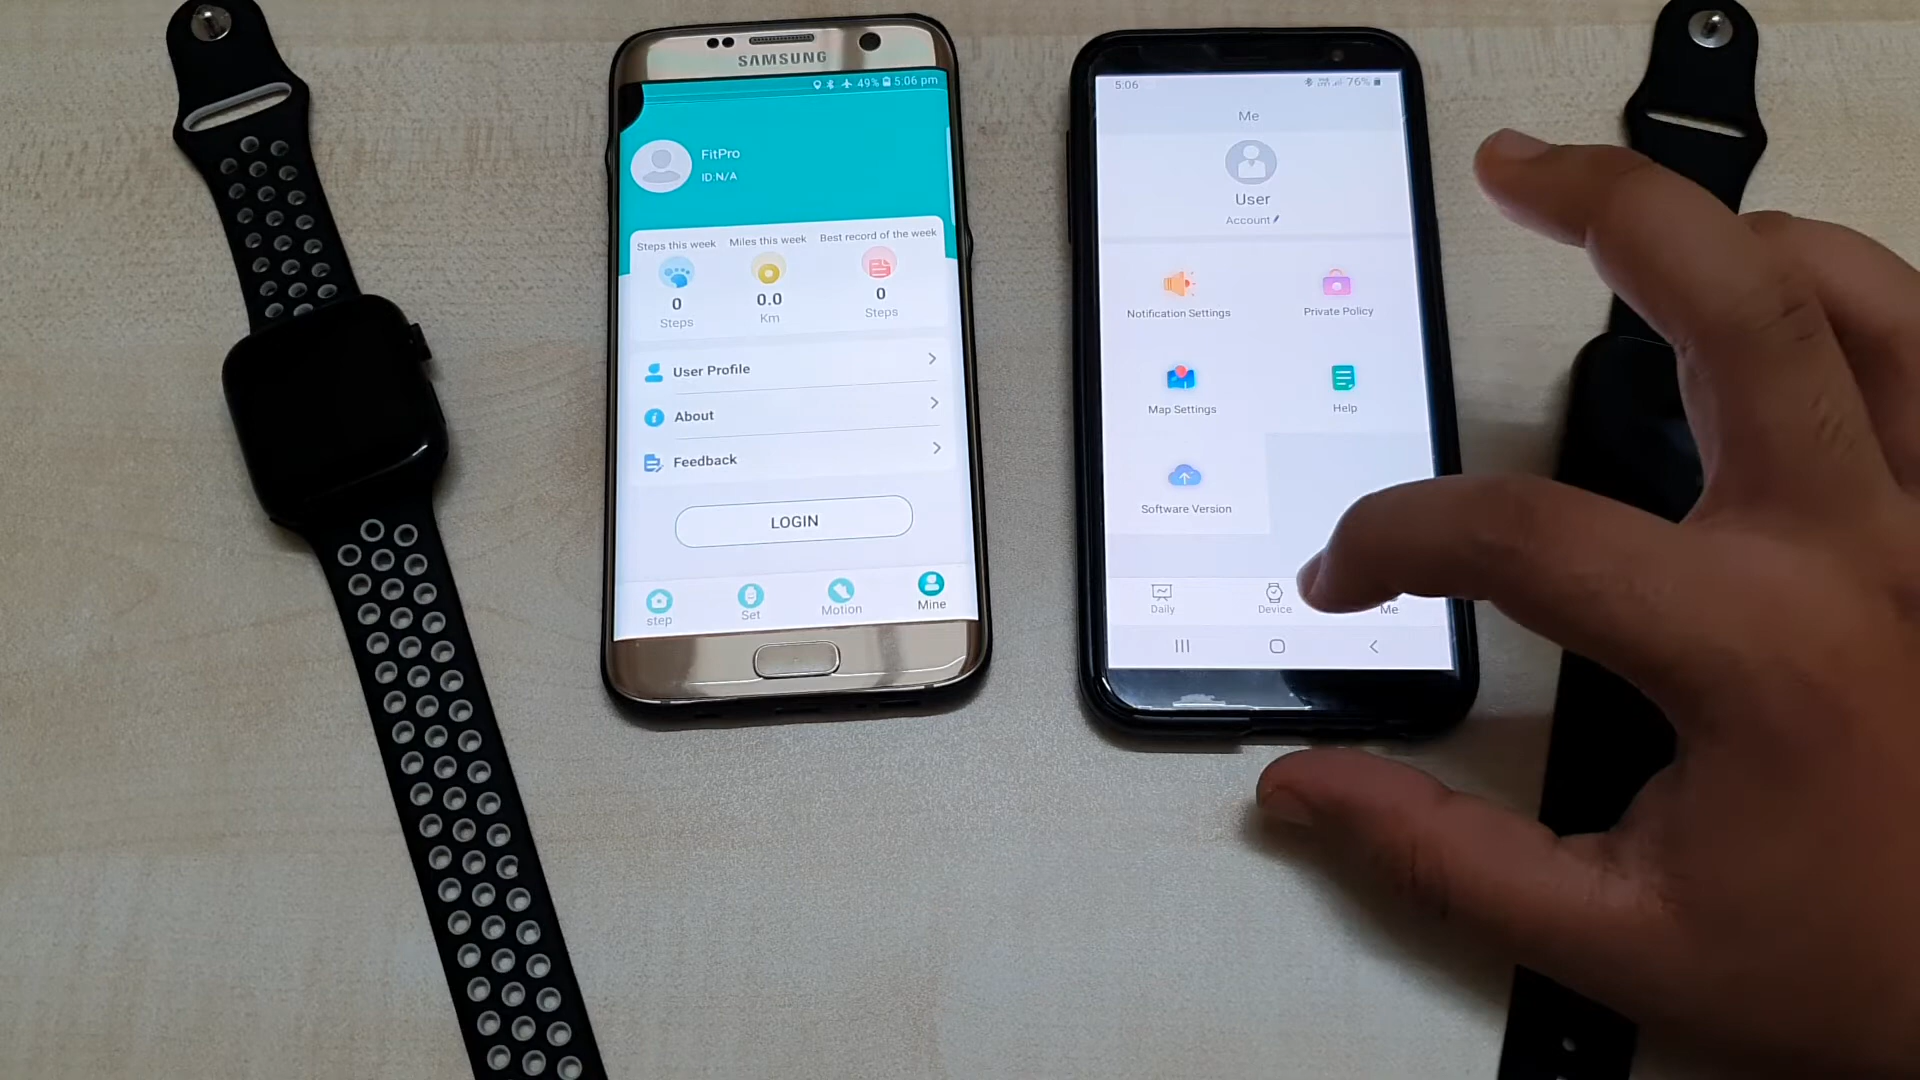 SAMSUNG
49% 5:06 pm
FitPro
ID:N/A
Steps this week
Miles this week
Best record of the week
0
0.0
0
Steps
Km
Steps
User Profile
About
Feedback
LOGIN
step
Set
Motion
Mine
5:06
76%
Me
User
Account
Notification Settings
Private Policy
Map Settings
Help
Software Version
Daily
Device
Me